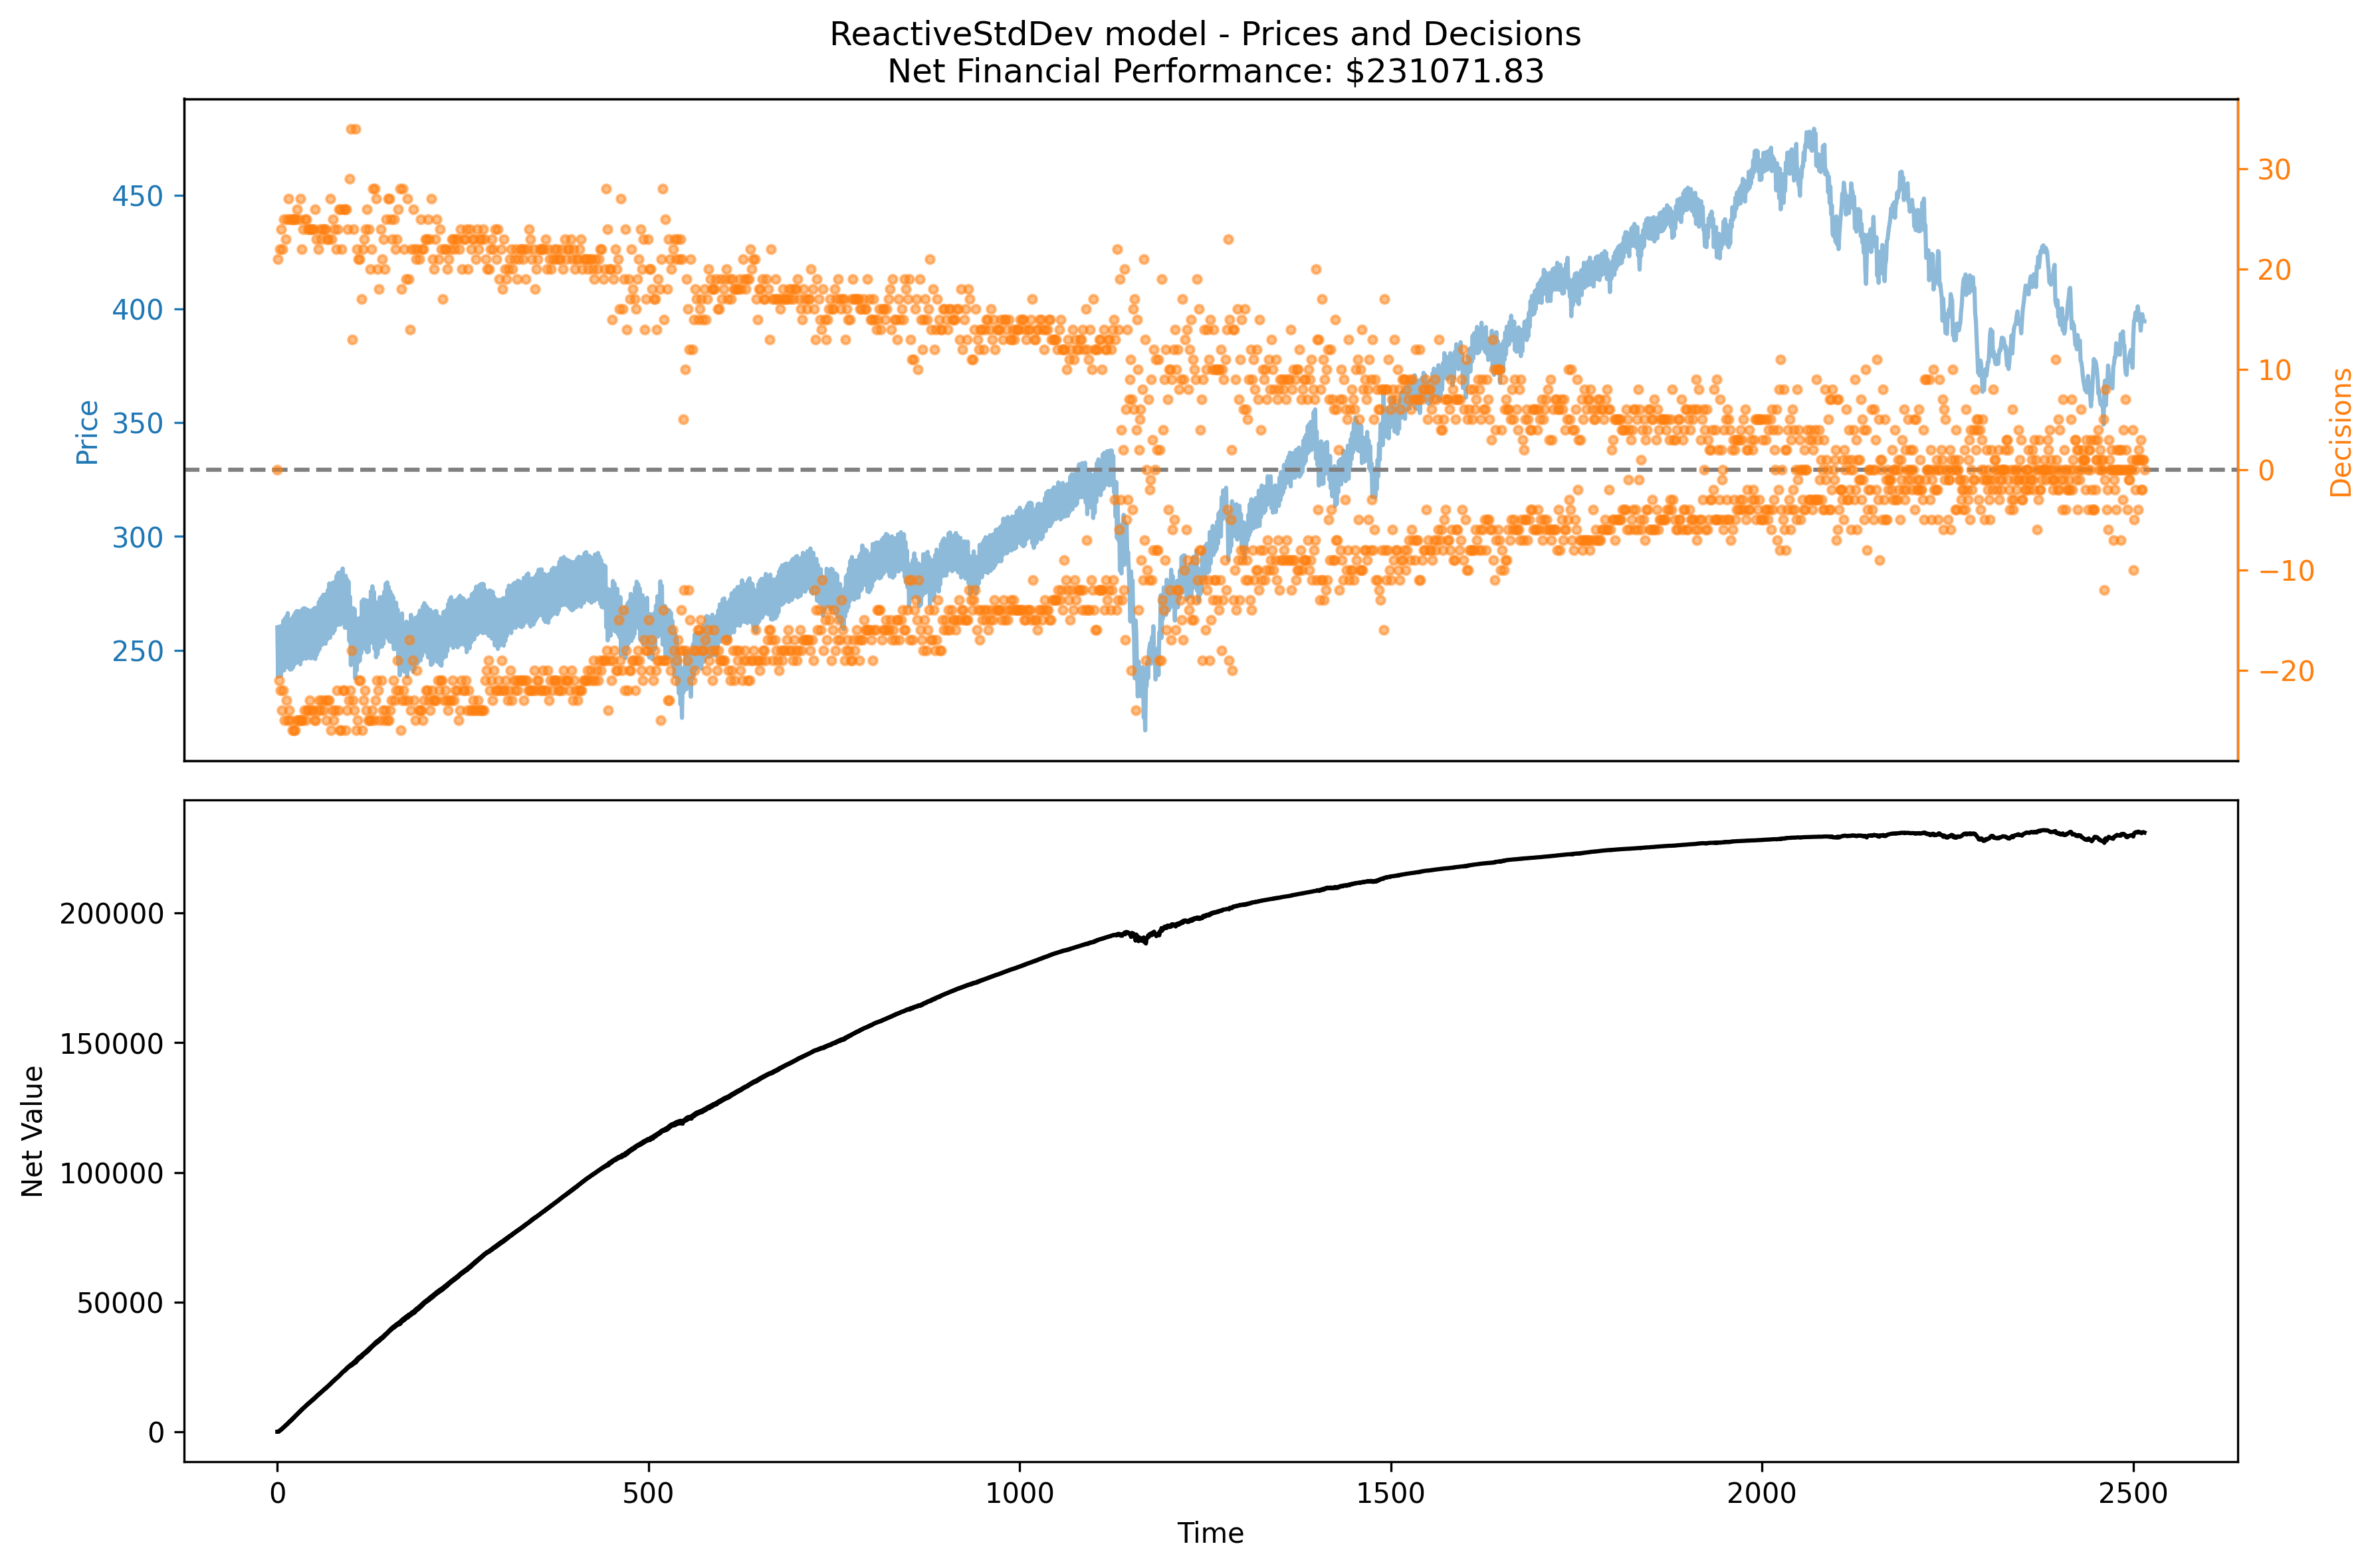 ReactiveStdDev model - Prices and Decisions
Net Financial Performance: $231071.83
Price
450
400
350
300
250
Decisions
30
20
10
0
−10
−20
Net Value
200000
150000
100000
50000
0
0 500 1000 1500 2000 2500
Time